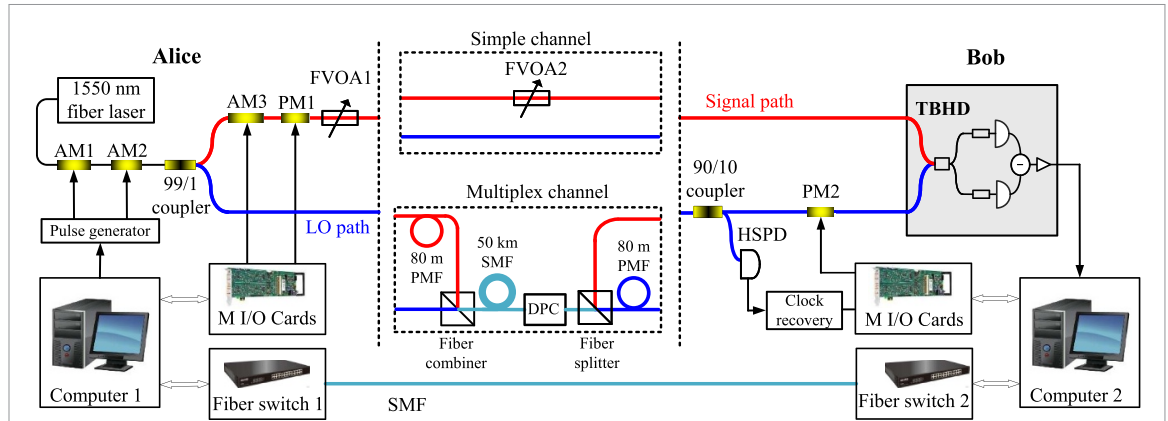 Alice
1550 nm
fiber laser
AM1
AM2
99/1
coupler
AM3
PM1
FVOA1
LO path
Pulse generator
M I/O Cards
Computer 1
Fiber switch 1
Simple channel
FVOA2
Multiplex channel
80 m
PMF
50 km
SMF
DPC
80 m
PMF
Fiber
combiner
Fiber
splitter
SMF
Bob
Signal path
TBHD
90/10
coupler
PM2
HSPD
Clock
recovery
M I/O Cards
Fiber switch 2
Computer 2
−